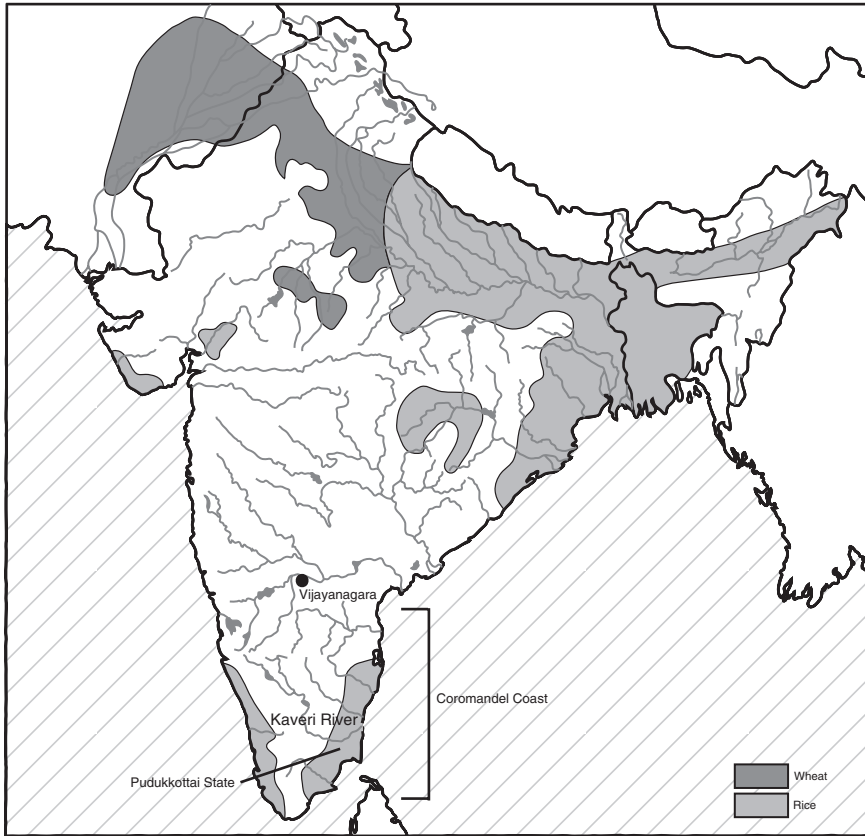 Vijayanagara
Coromandel Coast
Kaveri River
Pudukkottai State
Wheat
Rice